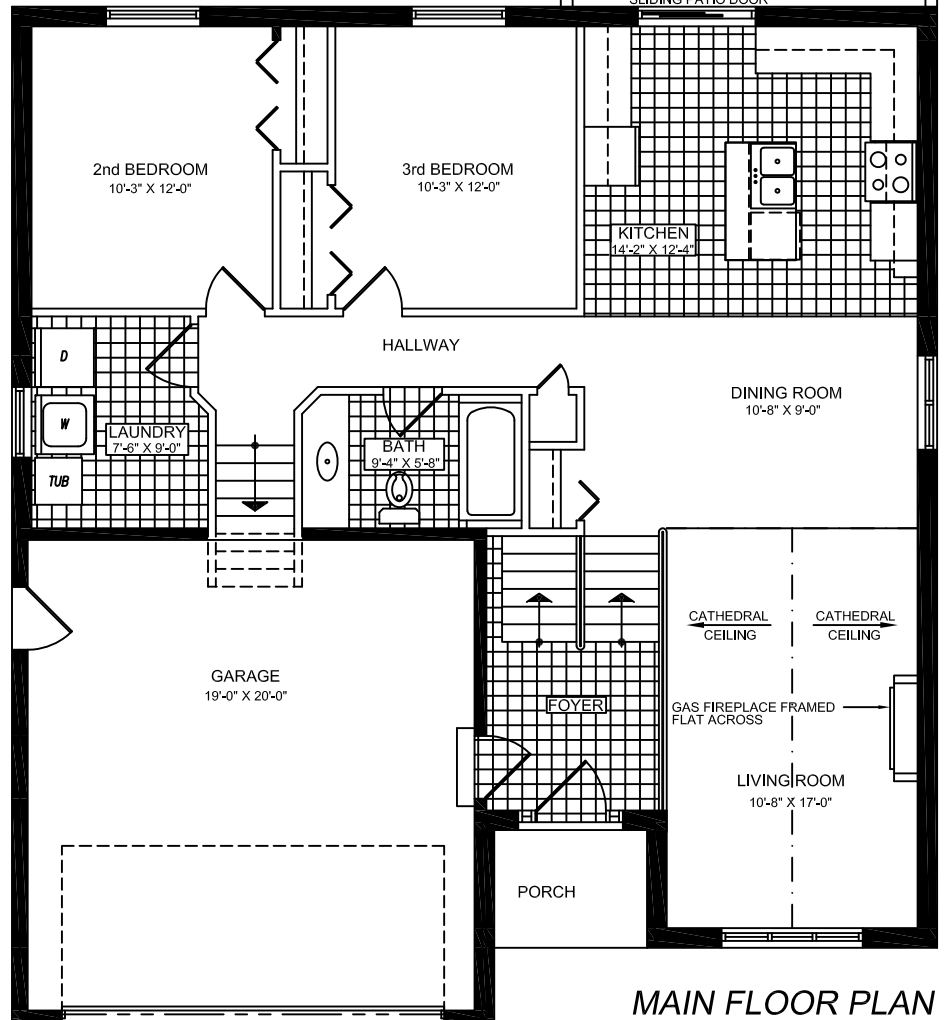 SLIDING PATIO DOOR
2nd BEDROOM
10'-3" X 12'-0"
3rd BEDROOM
10'-3" X 12'-0"
KITCHEN
14'-2" X 12'-4"
HALLWAY
D
DINING ROOM
10'-8" X 9'-0"
W
LAUNDRY
7'-6" X 9'-0"
BATH
9'-4" X 5'-8"
TUB
CATHEDRAL
CEILING
CATHEDRAL
CEILING
GARAGE
19'-0" X 20'-0"
FOYER
GAS FIREPLACE FRAMED
FLAT ACROSS
LIVING ROOM
10'-8" X 17'-0"
PORCH
MAIN FLOOR PLAN